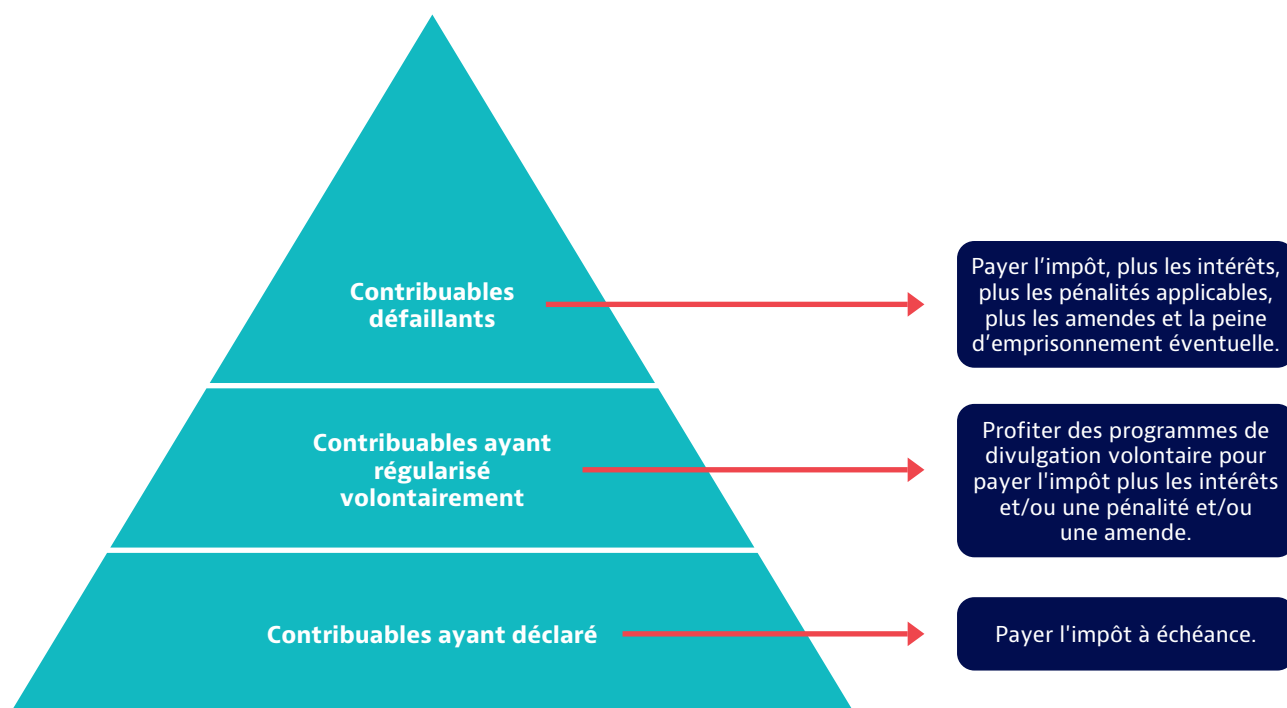 Contribuables
défaillants
Payer l'impôt, plus les intérêts,
plus les pénalités applicables,
plus les amendes et la peine
d'emprisonnement éventuelle.
Contribuables ayant
régularisé
volontairement
Profiter des programmes de
divulgation volontaire pour
payer l'impôt plus les intérêts
et/ou une pénalité et/ou
une amende.
Contribuables ayant déclaré
Payer l'impôt à échéance.